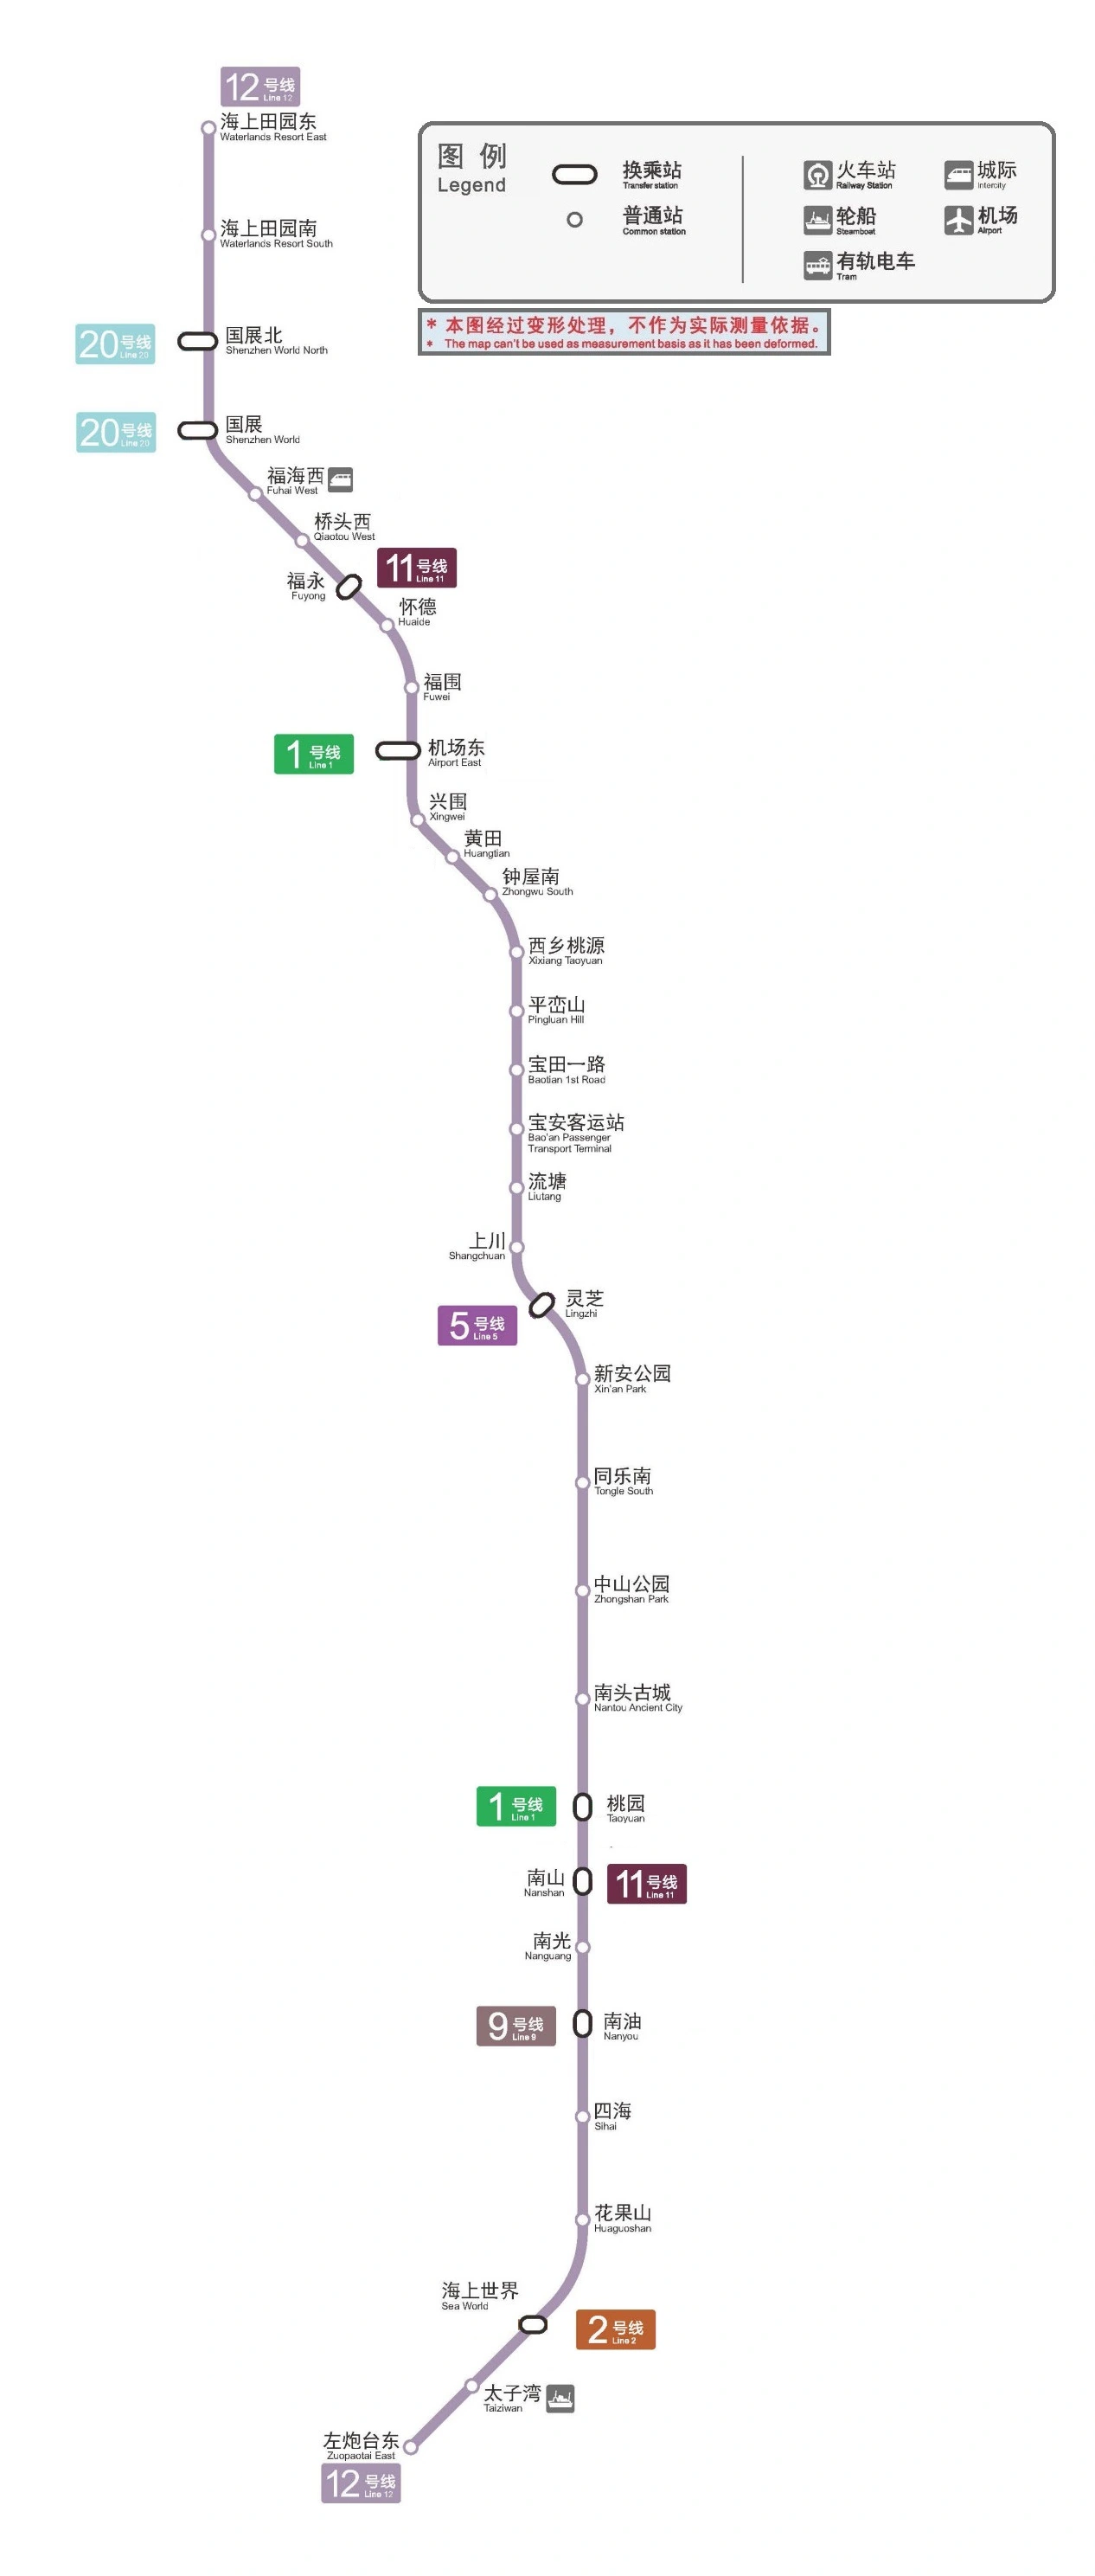 12号线
Line 12
海上田园东
Waterlands Resort East
图 例
Legend
换乘站
Transfer station
普通站
Common station
火车站
Railway Station
城际
Intercity
轮船
Steamboat
机场
Airport
有轨电车
Tram
海上田园南
Waterlands Resort South
* 本图经过变形处理，不作为实际测量依据。
* The map can't be used as measurement basis as it has been deformed.
20号线
Line 20
国展北
Shenzhen World North
20号线
Line 20
国展
Shenzhen World
福海西
Fuhai West
桥头西
Qiaotou West
11号线
Line 11
福永
Fuyong
怀德
Huaide
福围
Fuwei
1号线
Line 1
机场东
Airport East
兴围
Xingwei
黄田
Huangtian
钟屋南
Zhongwu South
西乡桃源
Xixiang Taoyuan
平峦山
Pingluan Hill
宝田一路
Baotian 1st Road
宝安客运站
Bao'an Passenger
Transport Terminal
流塘
Liutang
上川
Shangchuan
灵芝
Lingzhi
5号线
Line 5
新安公园
Xin'an Park
同乐南
Tongle South
中山公园
Zhongshan Park
南头古城
Nantou Ancient City
1号线
Line 1
桃园
Taoyuan
南山
Nanshan
11号线
Line 11
南光
Nanguang
9号线
Line 9
南油
Nanyou
四海
Sihai
花果山
Huaguoshan
海上世界
Sea World
2号线
Line 2
太子湾
Taiziwan
左炮台东
Zuopaotai East
12号线
Line 12